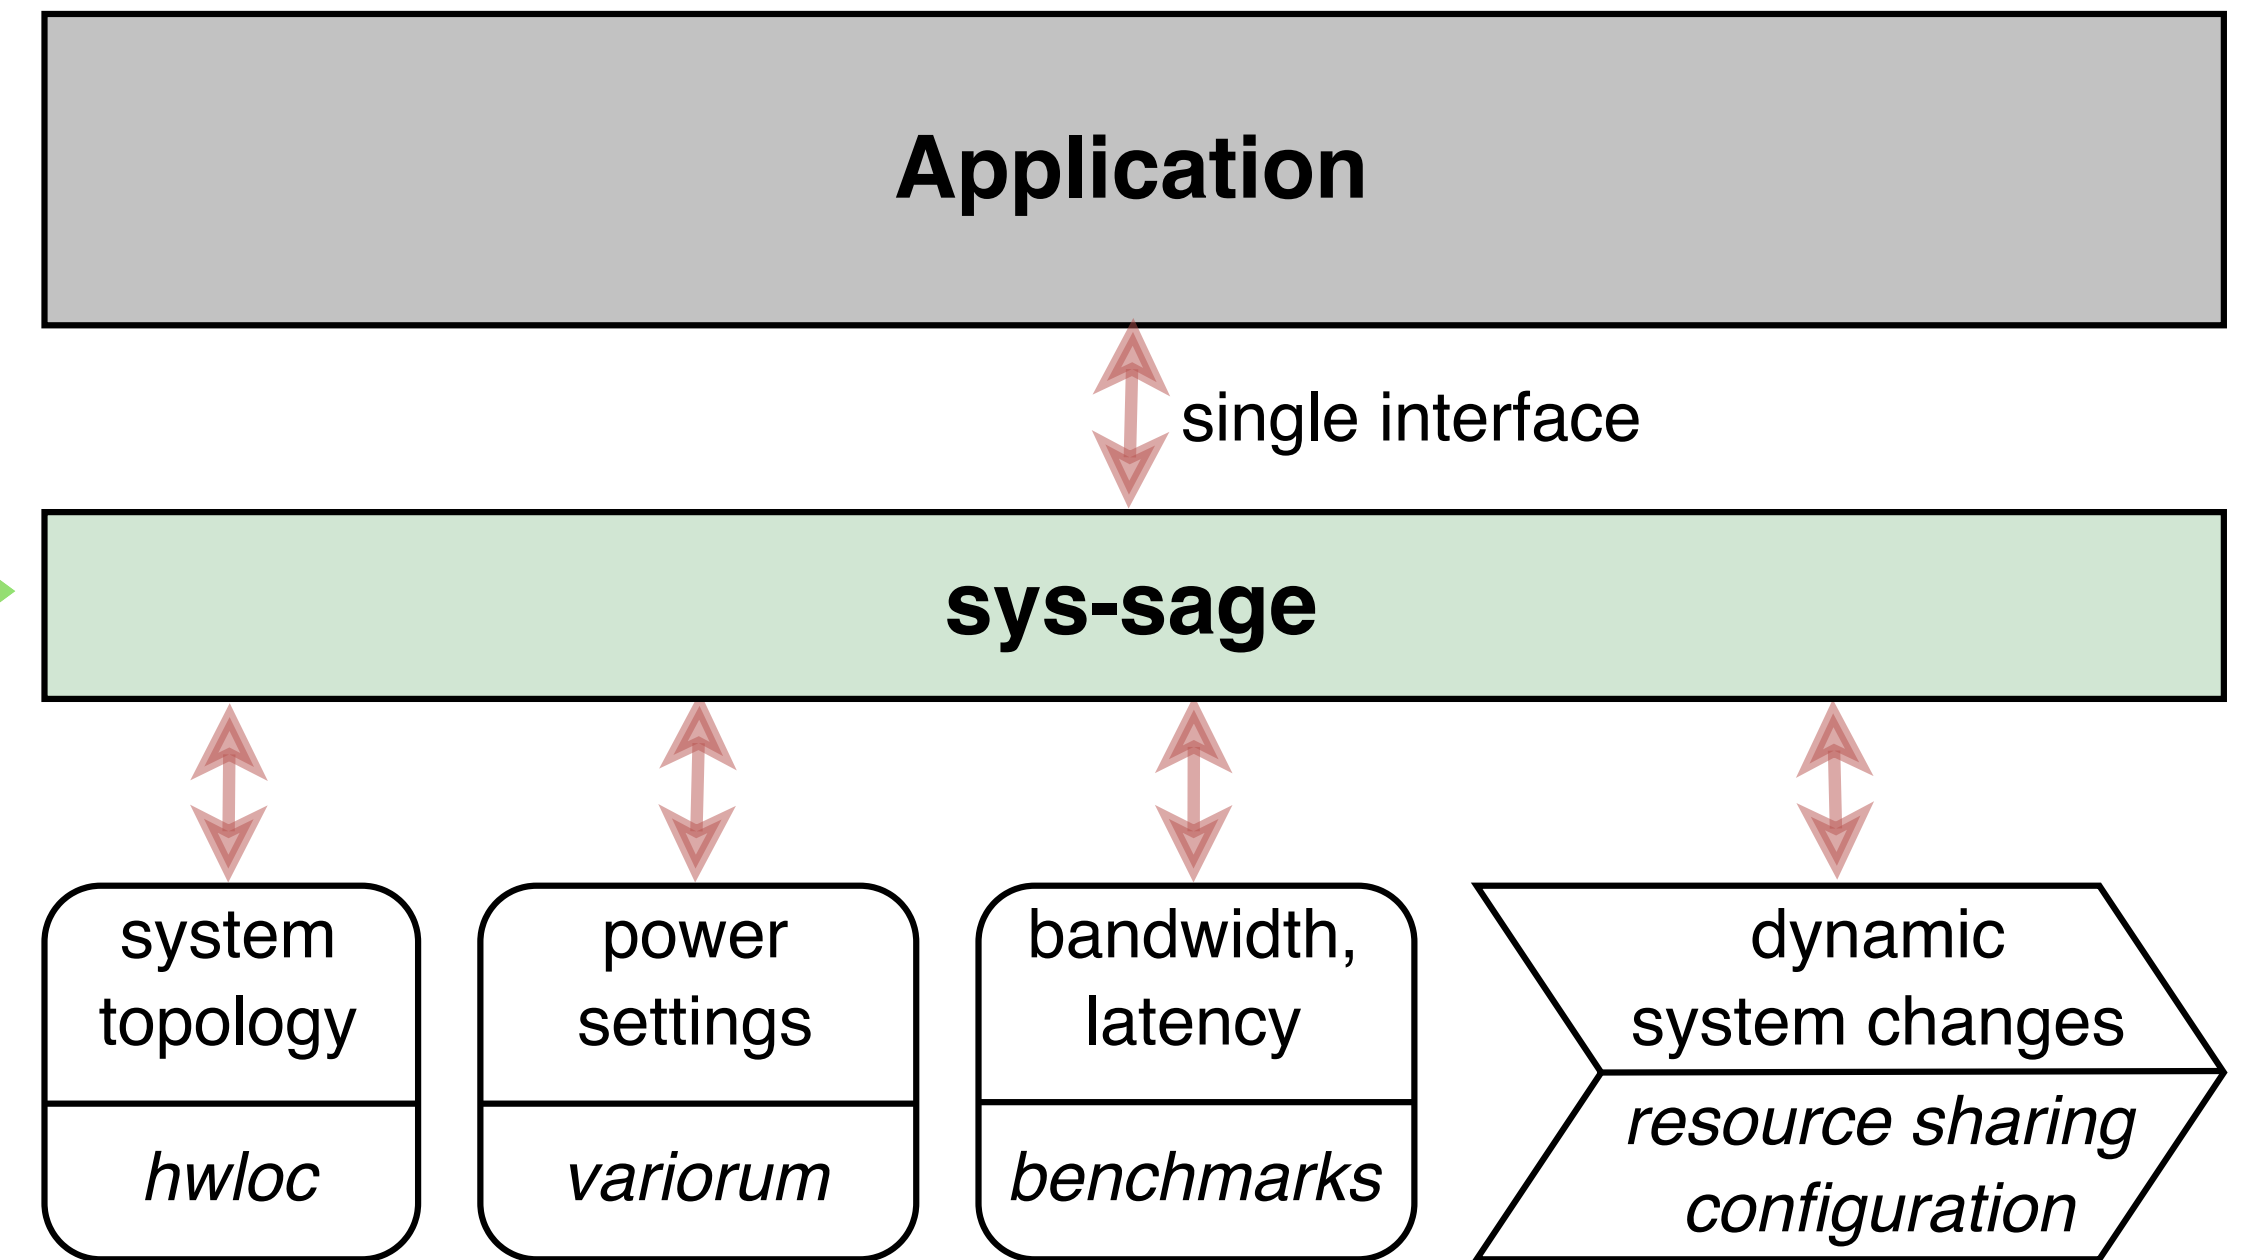 Application
single interface
sys-sage
system
topology
hwloc
power
settings
variorum
bandwidth,
latency
benchmarks
dynamic
system changes
resource sharing
configuration